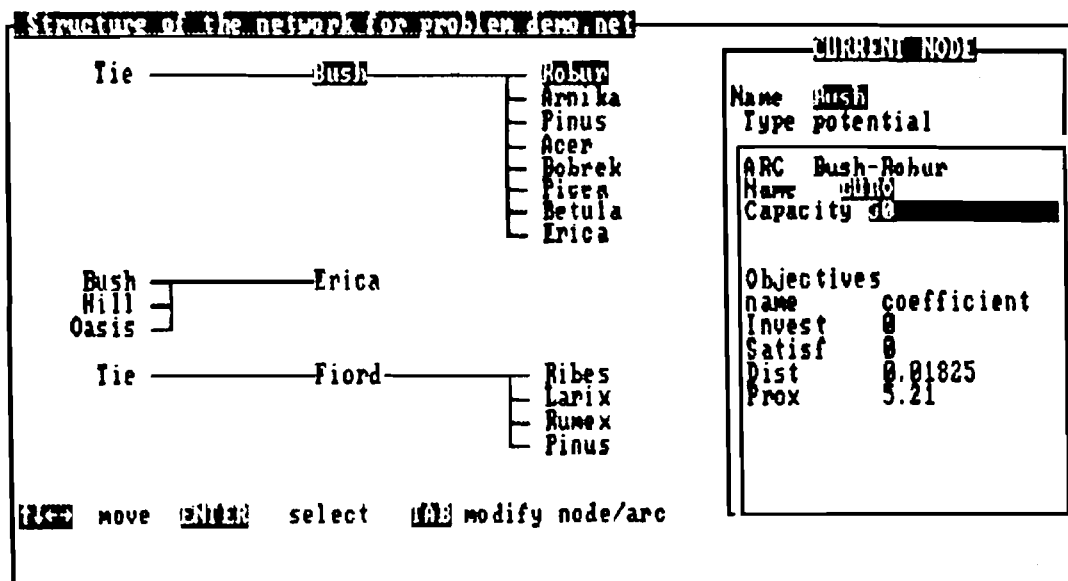 Structure of the network for problem demo.net
Tie Bush Robur
Arnika
Pinus
Acer
Bobrek
Picea
Betula
Erica
Bush Erica
Hill
Oasis
Tie Fiord Ribes
Larix
Rumex
Pinus
↑↓←→ move ENTER select TAB modify node/arc
CURRENT NODE
Name Bush
Type potential
ARC Bush-Robur
Name
Capacity
Objectives
name coefficient
Invest 0
Satisf 0
Dist 0.01825
Prox 5.21